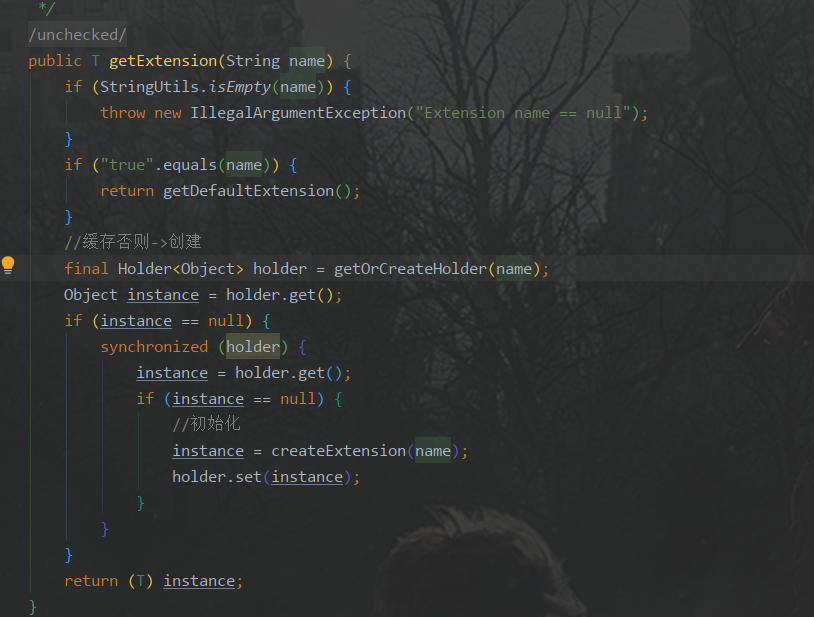 */
/unchecked/
public T getExtension(String name) {
if (StringUtils.isEmpty(name)) {
throw new IllegalArgumentException("Extension name == null");
}
if ("true".equals(name)) {
return getDefaultExtension();
}
//缓存否则->创建
final Holder<Object> holder = getOrCreateHolder(name);
Object instance = holder.get();
if (instance == null) {
synchronized (holder) {
instance = holder.get();
if (instance == null) {
//初始化
instance = createExtension(name);
holder.set(instance);
}
}
}
return (T) instance;
}